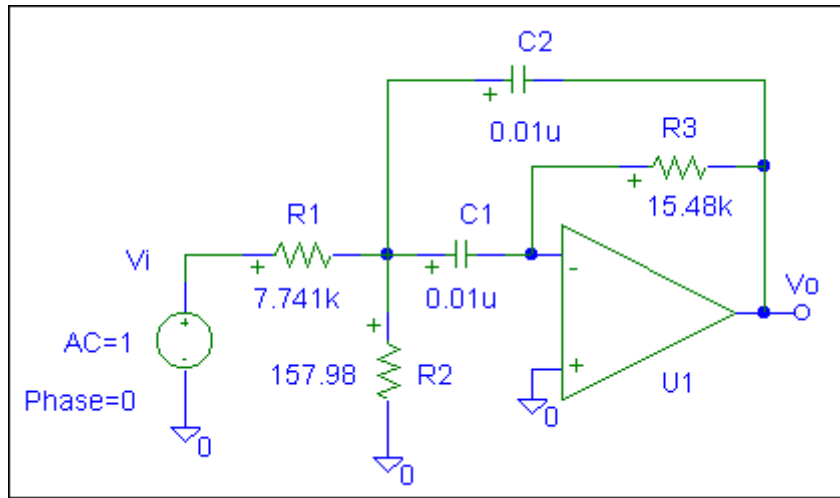 C2
0.01u
R3
15.48k
R1
C1
Vi
7.741k
0.01u
-
Vo
+
U1
AC=1
157.98
R2
Phase=0
0
0
0